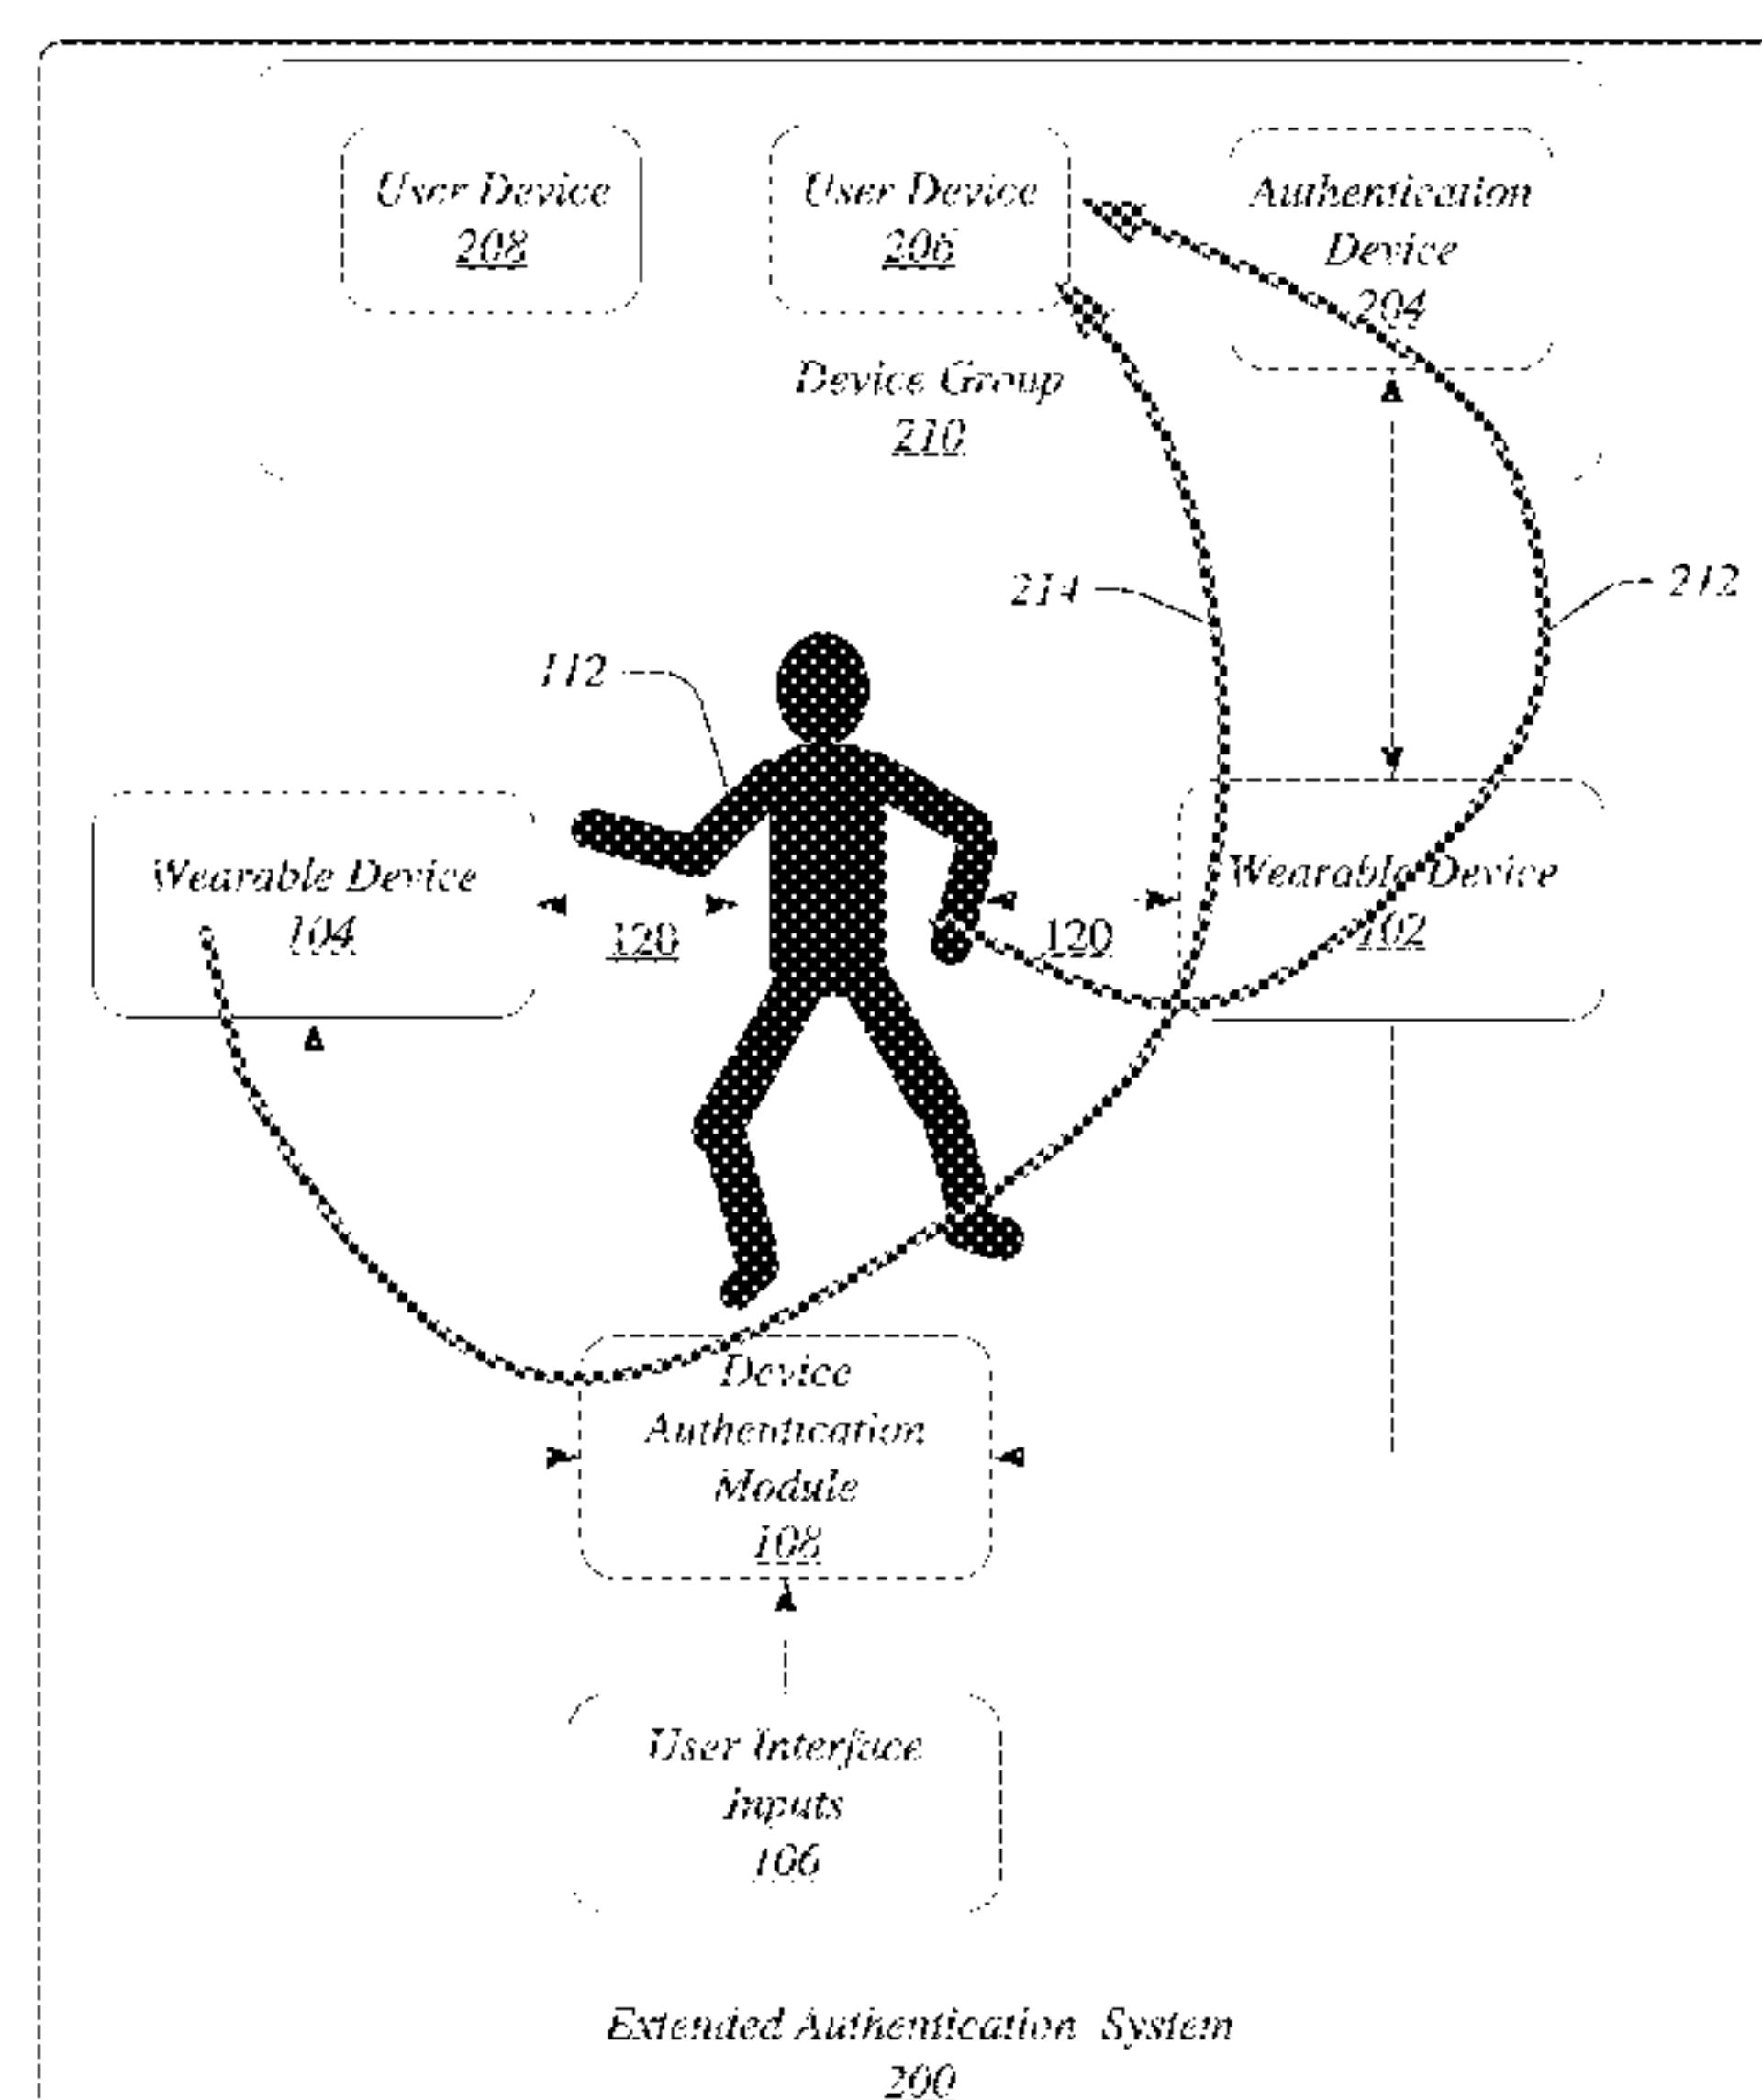 User Device
208
User Device
206
Authentication
Device
204
Device Group
210
214
212
112
Wearable Device
104
120
120
Wearable Device
102
Device
Authentication
Module
108
User Interface
Inputs
106
Extended Authentication System
200